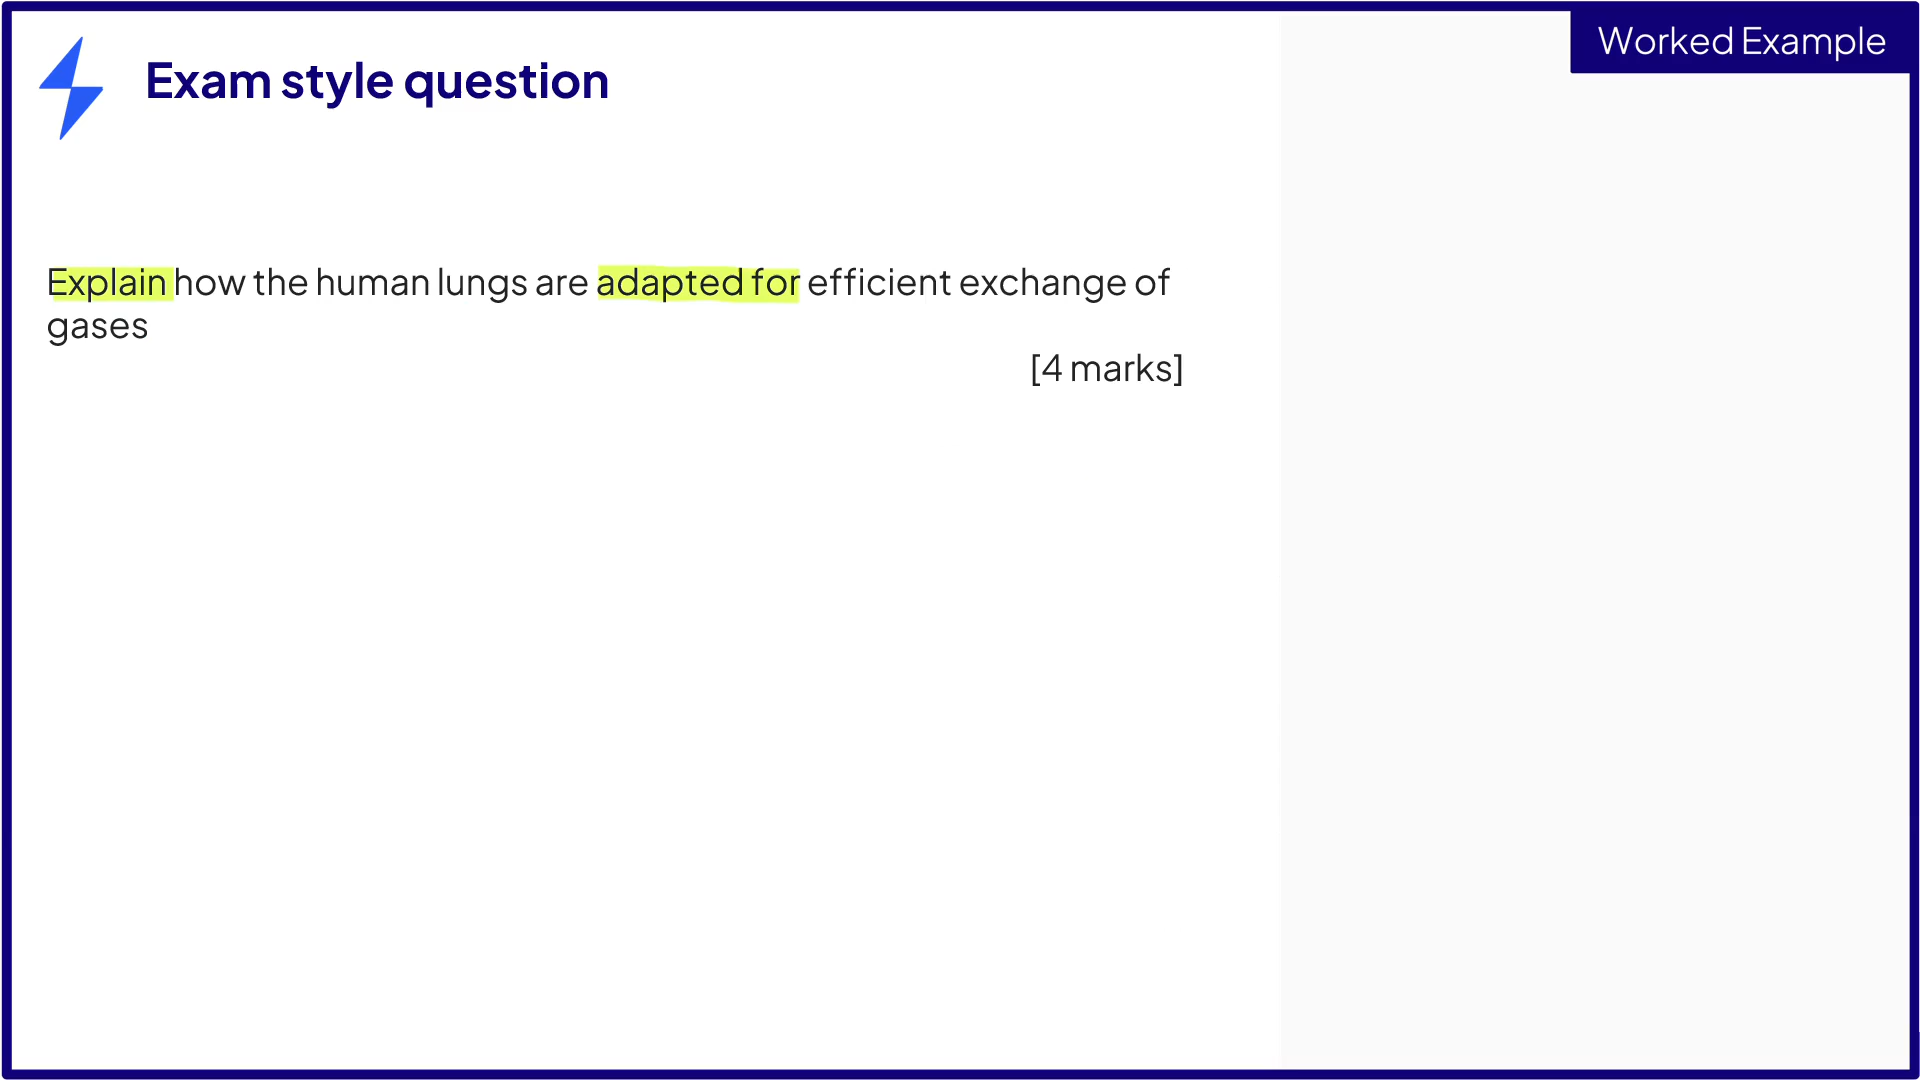 Worked Example
Exam style question
Explain how the human lungs are adapted for efficient exchange of
gases
[4 marks]